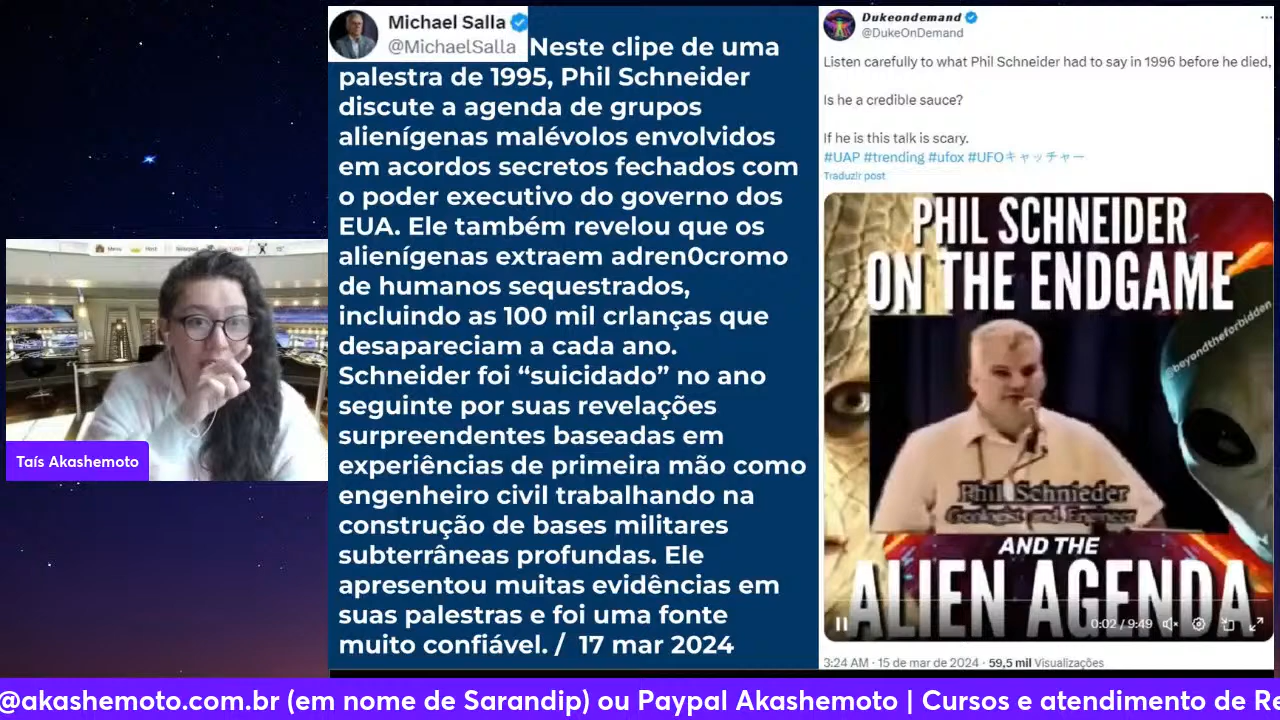 Michael Salla
@MichaelSalla
Neste clipe de uma
palestra de 1995, Phil Schneider
discute a agenda de grupos
alienígenas malévolos envolvidos
em acordos secretos fechados com
o poder executivo do governo dos
EUA. Ele também revelou que os
alienígenas extraem adren0cromo
de humanos sequestrados,
incluindo as 100 mil crlanças que
desapareciam a cada ano.
Schneider foi “suicidado” no ano
seguinte por suas revelações
surpreendentes baseadas em
experiências de primeira mão como
engenheiro civil trabalhando na
construção de bases militares
subterrâneas profundas. Ele
apresentou muitas evidências em
suas palestras e foi uma fonte
muito confiável. / 17 mar 2024
Dukeondemand
@DukeOnDemand
Listen carefully to what Phil Schneider had to say in 1996 before he died,
Is he a credible sauce?
If he is this talk is scary.
#UAP #trending #ufox #UFOキャッチャー
Traduzir post
PHIL SCHNEIDER
ON THE ENDGAME
@beyondtheforbidden
Phil Schnieder
Geologist and Engineer
AND THE
ALIEN AGENDA
0:02 / 9:49
3:24 AM · 15 de mar de 2024 · 59,5 mil Visualizações
Taís Akashemoto
@akashemoto.com.br (em nome de Sarandip) ou Paypal Akashemoto | Cursos e atendimento de Re